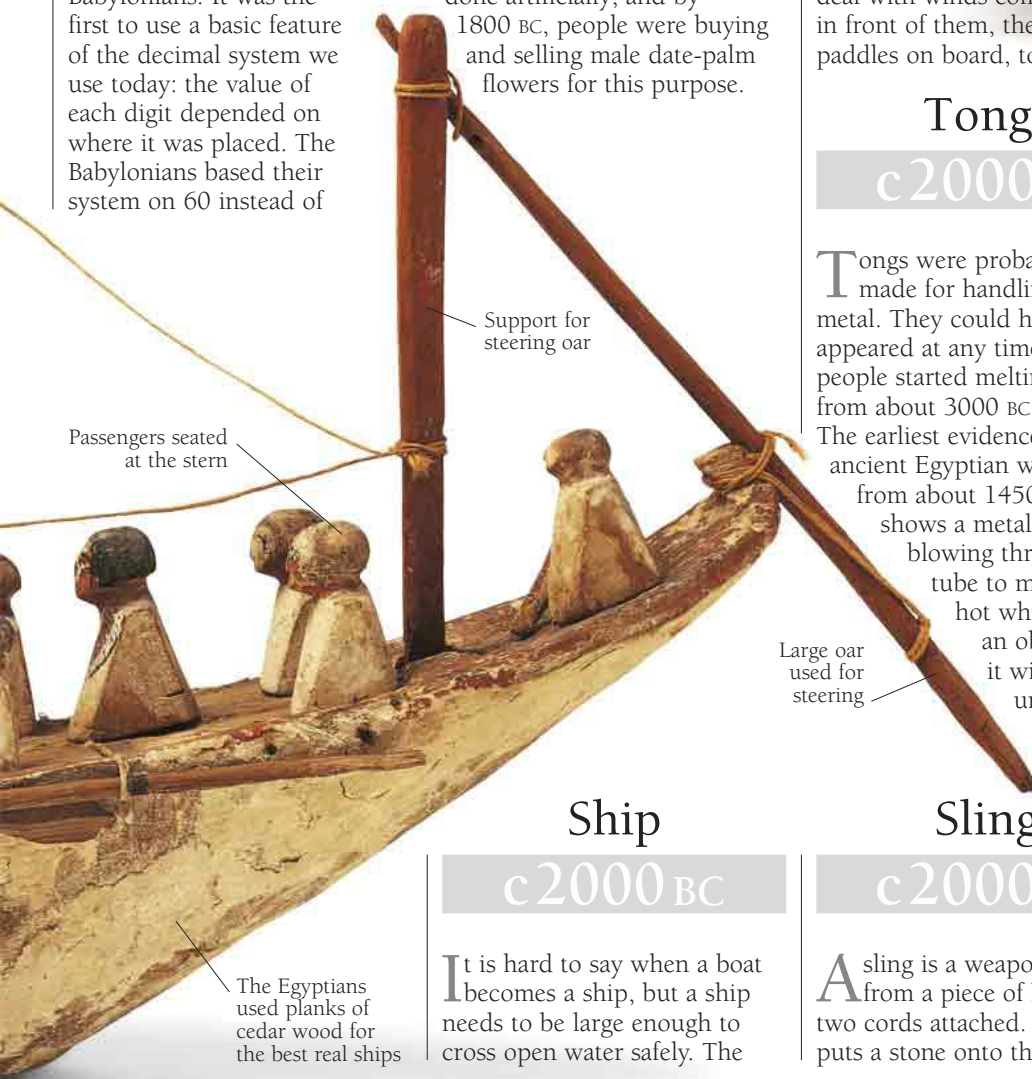 Babylonians. It was the
first to use a basic feature
of the decimal system we
use today: the value of
each digit depended on
where it was placed. The
Babylonians based their
system on 60 instead of
done artificially, and by
1800 BC, people were buying
and selling male date-palm
flowers for this purpose.
Support for
steering oar
Passengers seated
at the stern
Large oar
used for
steering
The Egyptians
used planks of
cedar wood for
the best real ships
Ship
c2000 BC
It is hard to say when a boat
becomes a ship, but a ship
needs to be large enough to
cross open water safely. The
deal with winds com
in front of them, the
paddles on board, to
Tong
c2000
Tongs were proba
made for handli
metal. They could h
appeared at any time
people started melti
from about 3000 BC
The earliest evidence
ancient Egyptian w
from about 1450
shows a metal
blowing thr
tube to m
hot wh
an o
it wi
u
Sling
c2000
A sling is a weapo
from a piece of
two cords attached.
puts a stone onto th